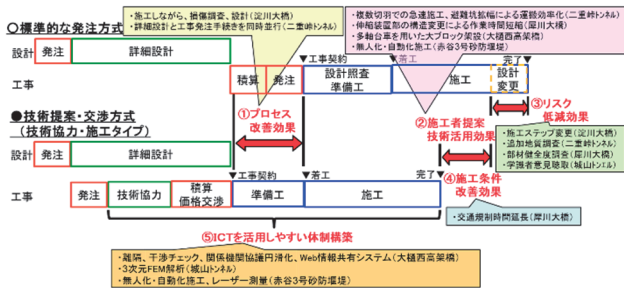 ・施工しながら、損傷調査、設計（淀川大橋）
・詳細設計と工事発注手続きを同時並行（二重峠トンネル）
・複数切羽での急速施工、避難坑拡幅による運搬効率化（二重峠トンネル）
・伸縮装置部の構造変更による作業時間短縮（犀川大橋）
・多軸台車を用いた大ブロック架設（大樋西高架橋）
・無人化・自動化施工（赤谷3号砂防堰堤）
〇標準的な発注方式
設計
発注
詳細設計
工事
積算
発注
▼工事契約
設計照査
準備工
▼着工
施工
完了▼
設計
変更
①プロセス
改善効果
②施工者提案
技術活用効果
③リスク
低減効果
・施工ステップ変更（淀川大橋）
・追加地質調査（二重峠トンネル）
・部材健全度調査（犀川大橋）
・学識者意見聴取（城山トンネル）
●技術提案・交渉方式
（技術協力・施工タイプ）
設計
発注
詳細設計
工事
発注
技術協力
積算
価格交渉
▼工事契約
準備工
▼着工
施工
完了▼
④施工条件
改善効果
・交通規制時間延長（犀川大橋）
⑤ICTを活用しやすい体制構築
・離隔、干渉チェック、関係機関協議円滑化、Web情報共有システム（大樋西高架橋）
・3次元FEM解析（城山トンネル）
・無人化・自動化施工、レーザー測量（赤谷3号砂防堰堤）